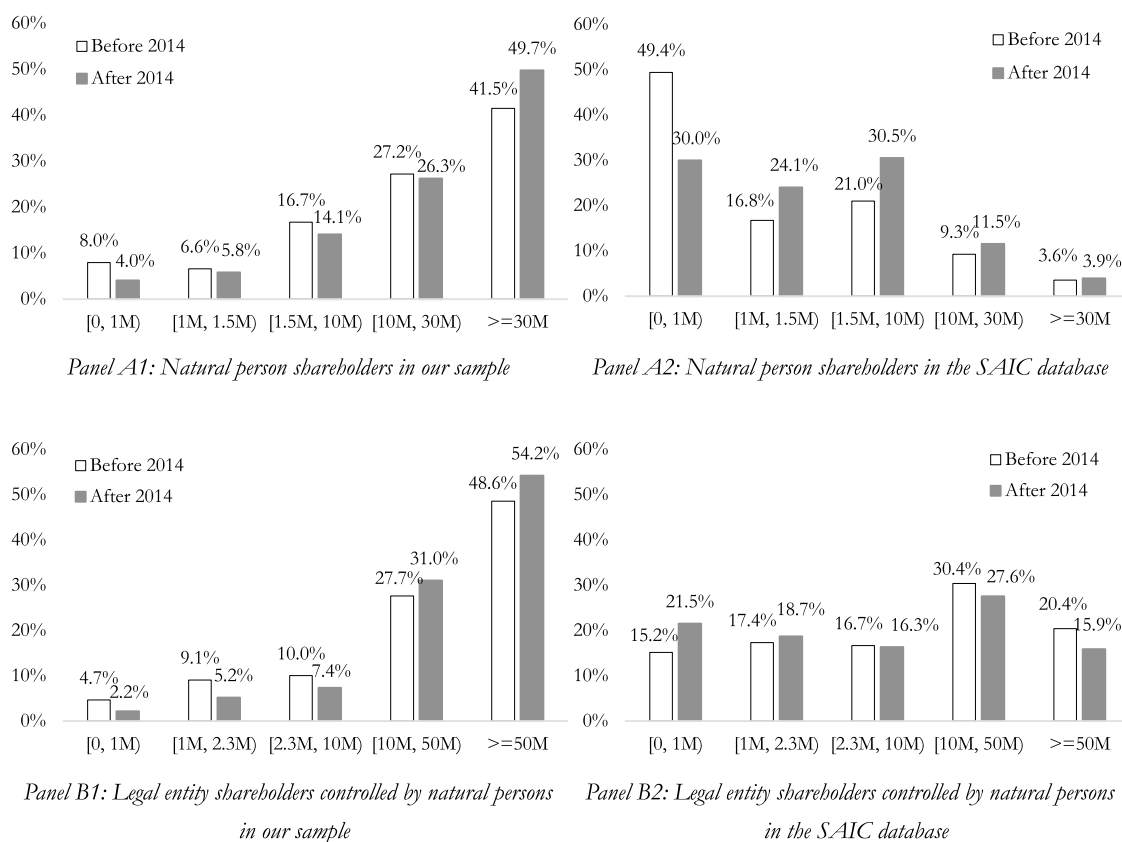 60%
50%
40%
30%
20%
10%
0%
Before 2014
After 2014
8.0%
4.0%
6.6%
5.8%
16.7%
14.1%
27.2%
26.3%
41.5%
49.7%
[0, 1M)
[1M, 1.5M)
[1.5M, 10M)
[10M, 30M)
>=30M
Panel A1: Natural person shareholders in our sample
60%
50%
40%
30%
20%
10%
0%
Before 2014
After 2014
49.4%
30.0%
16.8%
24.1%
21.0%
30.5%
9.3%
11.5%
3.6%
3.9%
[0, 1M)
[1M, 1.5M)
[1.5M, 10M)
[10M, 30M)
>=30M
Panel A2: Natural person shareholders in the SAIC database
60%
50%
40%
30%
20%
10%
0%
Before 2014
After 2014
4.7%
2.2%
9.1%
5.2%
10.0%
7.4%
27.7%
31.0%
48.6%
54.2%
[0, 1M)
[1M, 2.3M)
[2.3M, 10M)
[10M, 50M)
>=50M
Panel B1: Legal entity shareholders controlled by natural persons
in our sample
60%
50%
40%
30%
20%
10%
0%
Before 2014
After 2014
15.2%
21.5%
17.4%
18.7%
16.7%
16.3%
30.4%
27.6%
20.4%
15.9%
[0, 1M)
[1M, 2.3M)
[2.3M, 10M)
[10M, 50M)
>=50M
Panel B2: Legal entity shareholders controlled by natural persons
in the SAIC database